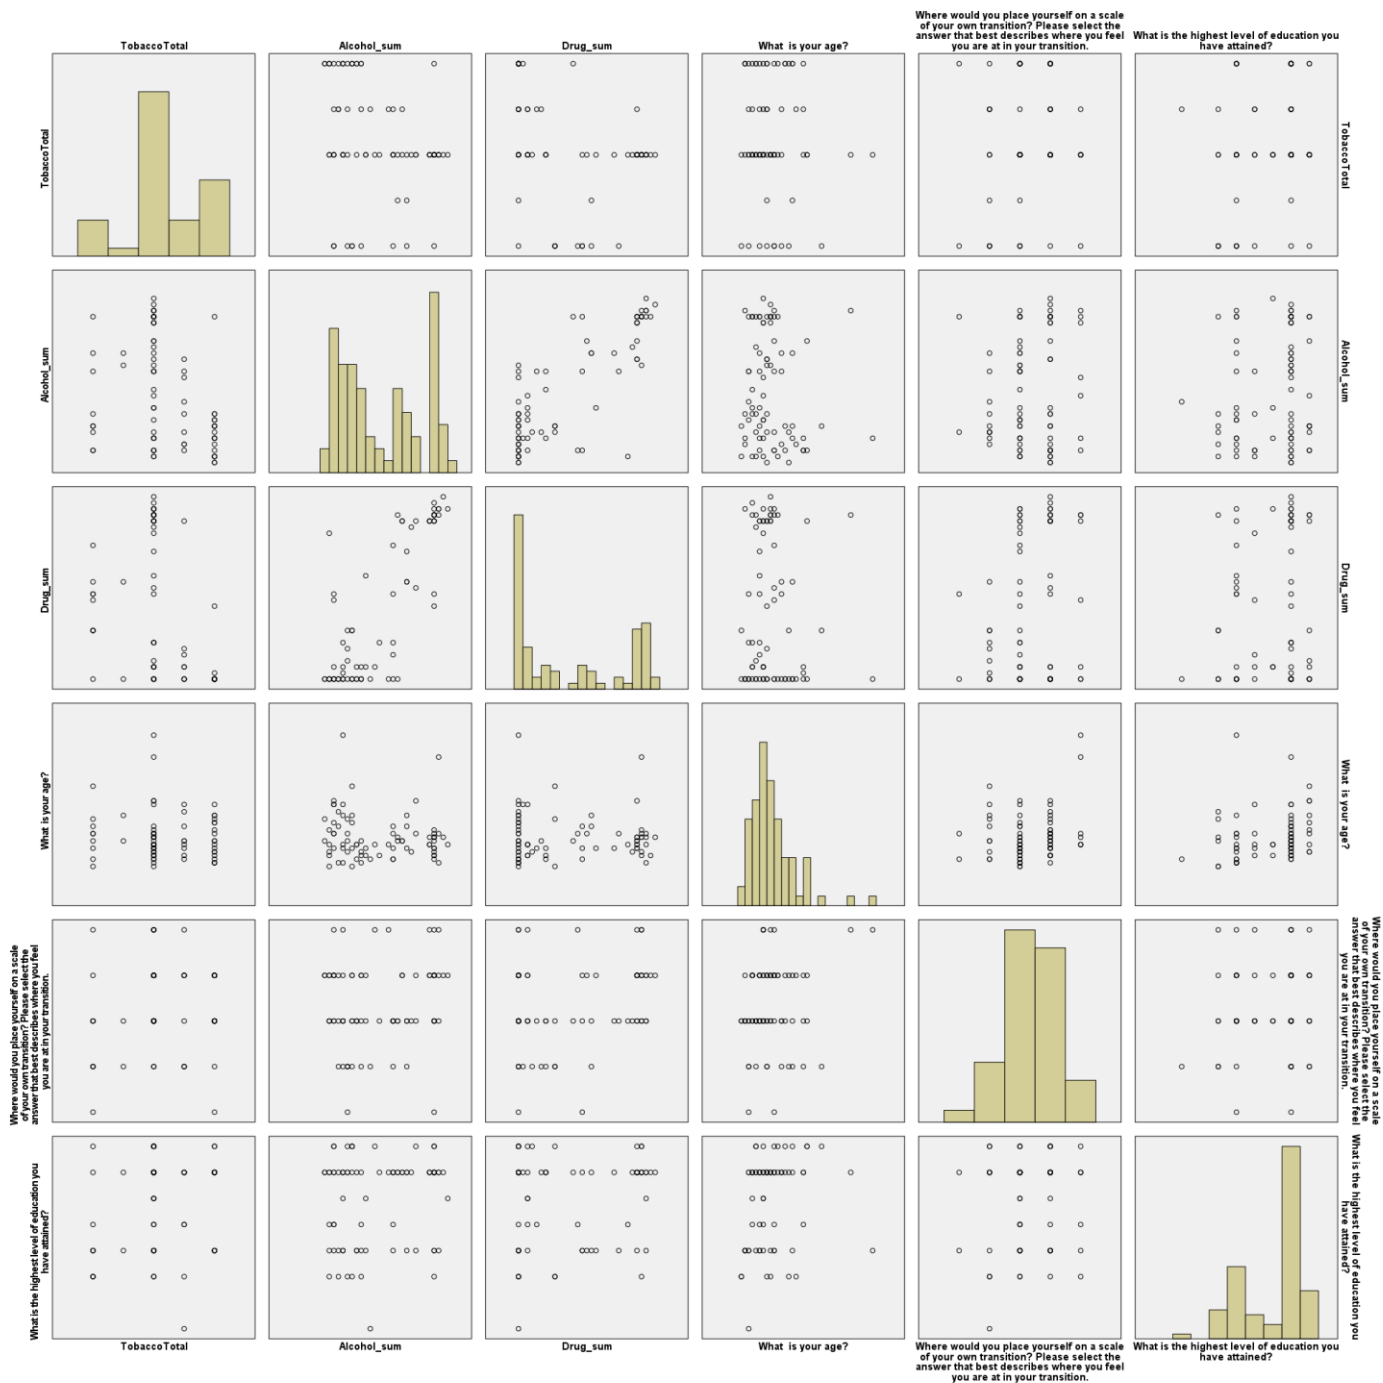 Where would you place yourself on a scale
of your own transition? Please select the
answer that best describes where you feel
you are at in your transition.
What is the highest level of education you
have attained?
TobaccoTotal
Alcohol_sum
Drug_sum
What is your age?
TobaccoTotal
TobaccoTotal
Alcohol_sum
Alcohol_sum
Drug_sum
Drug_sum
What is your age?
What is your age?
Where would you place yourself on a scale
of your own transition? Please select the
answer that best describes where you feel
you are at in your transition.
Where would you place yourself on a scale
of your own transition? Please select the
answer that best describes where you feel
you are at in your transition.
What is the highest level of education you
have attained?
What is the highest level of education you
have attained?
TobaccoTotal
Alcohol_sum
Drug_sum
What is your age?
Where would you place yourself on a scale
of your own transition? Please select the
answer that best describes where you feel
you are at in your transition.
What is the highest level of education you
have attained?